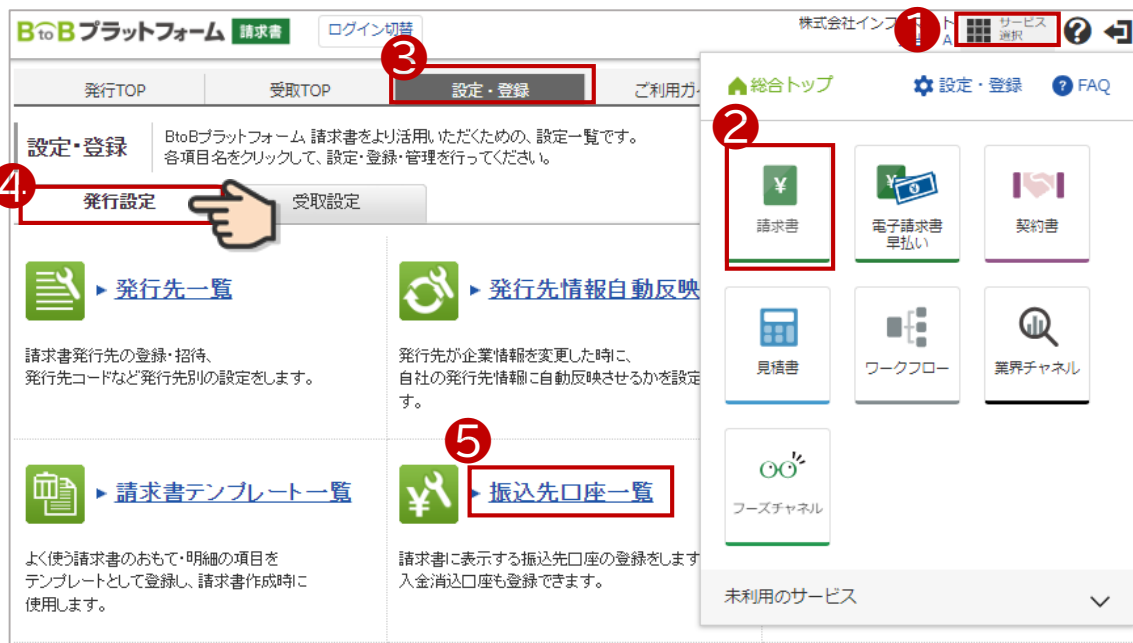 BtoBプラットフォーム 請求書
ログイン切替
株式会社インフ
1
サービス
選択
3
発行TOP
受取TOP
設定・登録
ご利用ガ
総合トップ
設定・登録
FAQ
設定・登録
BtoBプラットフォーム 請求書をより活用いただくための、設定一覧です。
各項目名をクリックして、設定・登録・管理を行ってください。
2
4
発行設定
受取設定
請求書
電子請求書
早払い
契約書
発行先一覧
発行先情報自動反映
請求書発行先の登録・招待、
発行先コードなど発行先別の設定をします。
発行先が企業情報を変更した時に、
自社の発行先情報に自動反映させるかを設定
す。
見積書
ワークフロー
業界チャネル
5
請求書テンプレート一覧
振込先口座一覧
フーズチャネル
よく使う請求書のおもて・明細の項目を
テンプレートとして登録し、請求書作成時に
使用します。
請求書に表示する振込先口座の登録をします
入金消込口座も登録できます。
未利用のサービス